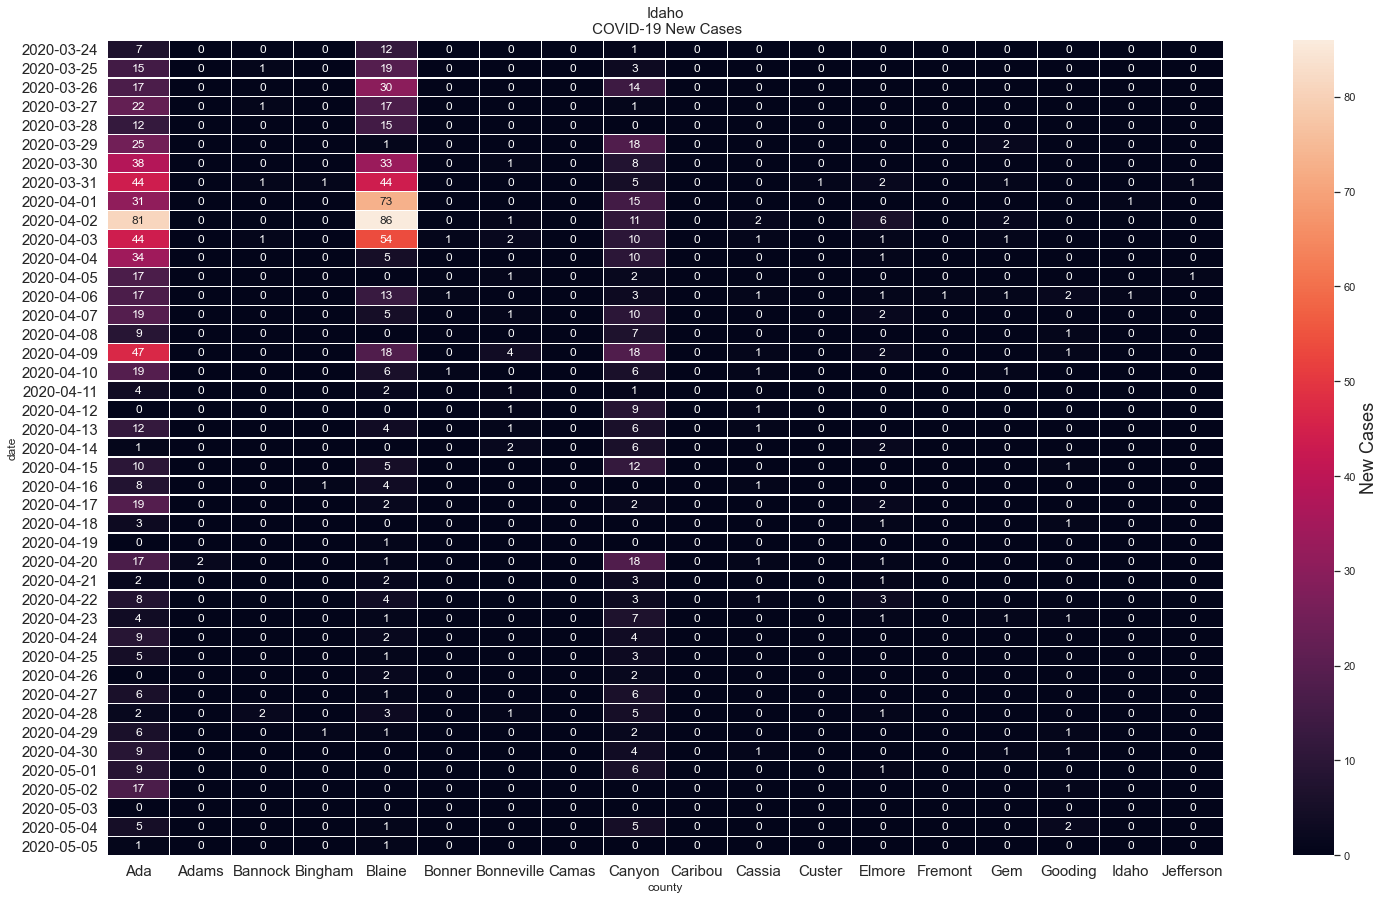 Idaho
COVID-19 New Cases
2020-03-24 7 0 0 0 12 0 0 0 1 0 0 0 0 0 0 0 0 0
2020-03-25 15 0 1 0 19 0 0 0 3 0 0 0 0 0 0 0 0 0
2020-03-26 17 0 0 0 30 0 0 0 14 0 0 0 0 0 0 0 0 0
2020-03-27 22 0 1 0 17 0 0 0 1 0 0 0 0 0 0 0 0 0
2020-03-28 12 0 0 0 15 0 0 0 0 0 0 0 0 0 0 0 0 0
2020-03-29 25 0 0 0 1 0 0 0 18 0 0 0 0 0 2 0 0 0
2020-03-30 38 0 0 0 33 0 1 0 8 0 0 0 0 0 0 0 0 0
2020-03-31 44 0 1 1 44 0 0 0 5 0 0 1 2 0 1 0 0 1
2020-04-01 31 0 0 0 73 0 0 0 15 0 0 0 0 0 0 0 1 0
2020-04-02 81 0 0 0 86 0 1 0 11 0 2 0 6 0 2 0 0 0
2020-04-03 44 0 1 0 54 1 2 0 10 0 1 0 1 0 1 0 0 0
2020-04-04 34 0 0 0 5 0 0 0 10 0 0 0 1 0 0 0 0 0
2020-04-05 17 0 0 0 0 0 1 0 2 0 0 0 0 0 0 0 0 1
2020-04-06 17 0 0 0 13 1 0 0 3 0 1 0 1 1 1 2 1 0
2020-04-07 19 0 0 0 5 0 1 0 10 0 0 0 2 0 0 0 0 0
2020-04-08 9 0 0 0 0 0 0 0 7 0 0 0 0 0 0 1 0 0
2020-04-09 47 0 0 0 18 0 4 0 18 0 1 0 2 0 0 1 0 0
2020-04-10 19 0 0 0 6 1 0 0 6 0 1 0 0 0 1 0 0 0
2020-04-11 4 0 0 0 2 0 1 0 1 0 0 0 0 0 0 0 0 0
2020-04-12 0 0 0 0 0 0 1 0 9 0 1 0 0 0 0 0 0 0
2020-04-13 12 0 0 0 4 0 1 0 6 0 1 0 0 0 0 0 0 0
2020-04-14 1 0 0 0 0 0 2 0 6 0 0 0 2 0 0 0 0 0
2020-04-15 10 0 0 0 5 0 0 0 12 0 0 0 0 0 0 1 0 0
2020-04-16 8 0 0 1 4 0 0 0 0 0 1 0 0 0 0 0 0 0
2020-04-17 19 0 0 0 2 0 0 0 2 0 0 0 2 0 0 0 0 0
2020-04-18 3 0 0 0 0 0 0 0 0 0 0 0 1 0 0 1 0 0
2020-04-19 0 0 0 0 1 0 0 0 0 0 0 0 0 0 0 0 0 0
2020-04-20 17 2 0 0 1 0 0 0 18 0 1 0 1 0 0 0 0 0
2020-04-21 2 0 0 0 2 0 0 0 3 0 0 0 1 0 0 0 0 0
2020-04-22 8 0 0 0 4 0 0 0 3 0 1 0 3 0 0 0 0 0
2020-04-23 4 0 0 0 1 0 0 0 7 0 0 0 1 0 1 1 0 0
2020-04-24 9 0 0 0 2 0 0 0 4 0 0 0 0 0 0 0 0 0
2020-04-25 5 0 0 0 1 0 0 0 3 0 0 0 0 0 0 0 0 0
2020-04-26 0 0 0 0 2 0 0 0 2 0 0 0 0 0 0 0 0 0
2020-04-27 6 0 0 0 1 0 0 0 6 0 0 0 0 0 0 0 0 0
2020-04-28 2 0 2 0 3 0 1 0 5 0 0 0 1 0 0 0 0 0
2020-04-29 6 0 0 1 1 0 0 0 2 0 0 0 0 0 0 1 0 0
2020-04-30 9 0 0 0 0 0 0 0 4 0 1 0 0 0 1 1 0 0
2020-05-01 9 0 0 0 0 0 0 0 6 0 0 0 1 0 0 0 0 0
2020-05-02 17 0 0 0 0 0 0 0 0 0 0 0 0 0 0 1 0 0
2020-05-03 0 0 0 0 0 0 0 0 0 0 0 0 0 0 0 0 0 0
2020-05-04 5 0 0 0 1 0 0 0 5 0 0 0 0 0 0 2 0 0
2020-05-05 1 0 0 0 1 0 0 0 0 0 0 0 0 0 0 0 0 0
Ada Adams Bannock Bingham Blaine Bonner Bonneville Camas Canyon Caribou Cassia Custer Elmore Fremont Gem Gooding Idaho Jefferson
county
date
80
70
60
50
40
30
20
10
0
New Cases